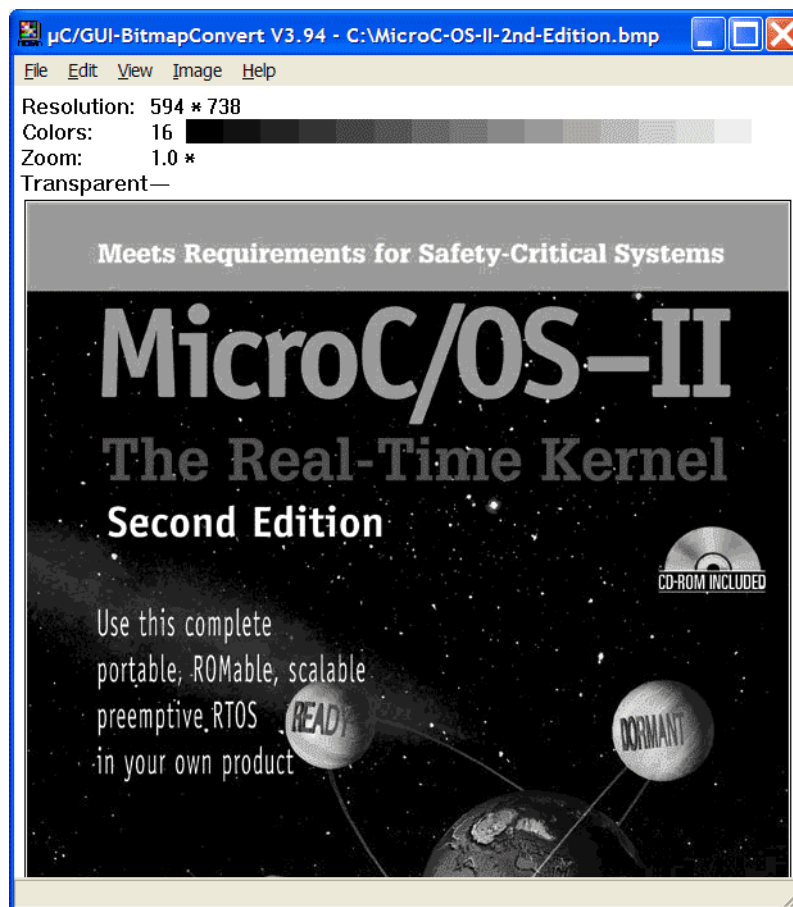 µC/GUI-BitmapConvert V3.94 - C:\MicroC-OS-II-2nd-Edition.bmp
File Edit View Image Help
Resolution: 594 * 738
Colors: 16
Zoom: 1.0 *
Transparent—
Meets Requirements for Safety-Critical Systems
MicroC/OS–II
The Real-Time Kernel
Second Edition
CD-ROM INCLUDED
Use this complete
portable, ROMable, scalable
preemptive RTOS
in your own product
READY
DORMANT